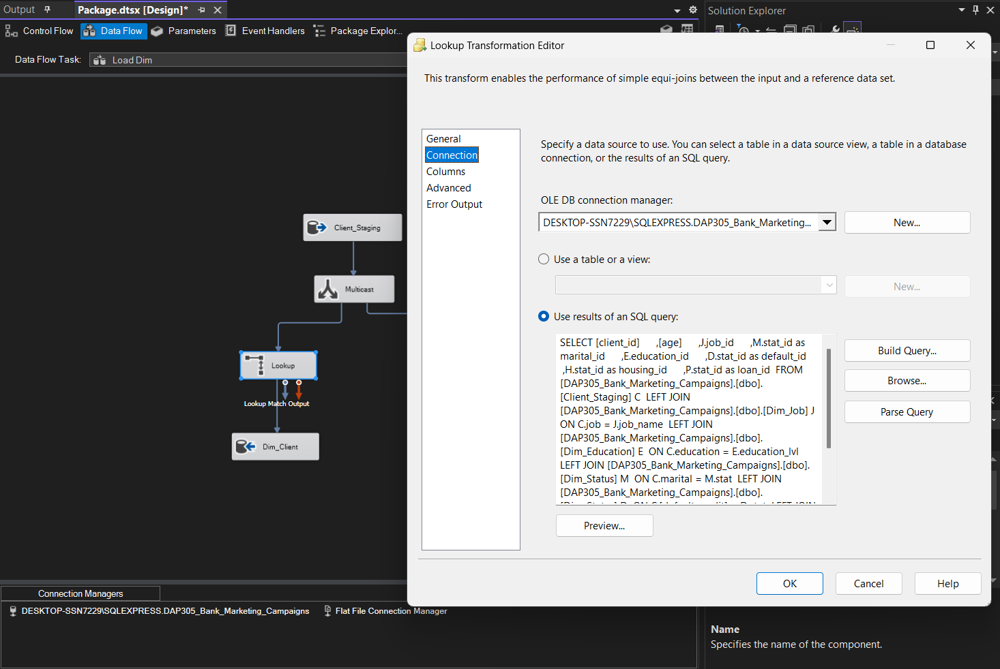 Output
Package.dtsx [Design]*
Solution Explorer
Control Flow
Data Flow
Parameters
Event Handlers
Package Explor...
Data Flow Task:
Load Dim
Client_Staging
Multicast
Lookup
Lookup Match Output
Dim_Client
Lookup Transformation Editor
This transform enables the performance of simple equi-joins between the input and a reference data set.
General
Connection
Columns
Advanced
Error Output
Specify a data source to use. You can select a table in a data source view, a table in a database
connection, or the results of an SQL query.
OLE DB connection manager:
DESKTOP-SSN7229\SQLEXPRESS.DAP305_Bank_Marketing...
New...
Use a table or a view:
New...
Use results of an SQL query:
SELECT [client_id] ,[age] ,J.job_id ,M.stat_id as
marital_id ,E.education_id ,D.stat_id as default_id
,H.stat_id as housing_id ,P.stat_id as loan_id FROM
[DAP305_Bank_Marketing_Campaigns].[dbo].
[Client_Staging] C LEFT JOIN
[DAP305_Bank_Marketing_Campaigns].[dbo].[Dim_Job] J
ON C.job = J.job_name LEFT JOIN
[DAP305_Bank_Marketing_Campaigns].[dbo].
[Dim_Education] E ON C.education = E.education_lvl
LEFT JOIN [DAP305_Bank_Marketing_Campaigns].[dbo].
[Dim_Status] M ON C.marital = M.stat LEFT JOIN
[DAP305_Bank_Marketing_Campaigns].[dbo].
Build Query...
Browse...
Parse Query
Preview...
OK
Cancel
Help
Connection Managers
DESKTOP-SSN7229\SQLEXPRESS.DAP305_Bank_Marketing_Campaigns
Flat File Connection Manager
Name
Specifies the name of the component.